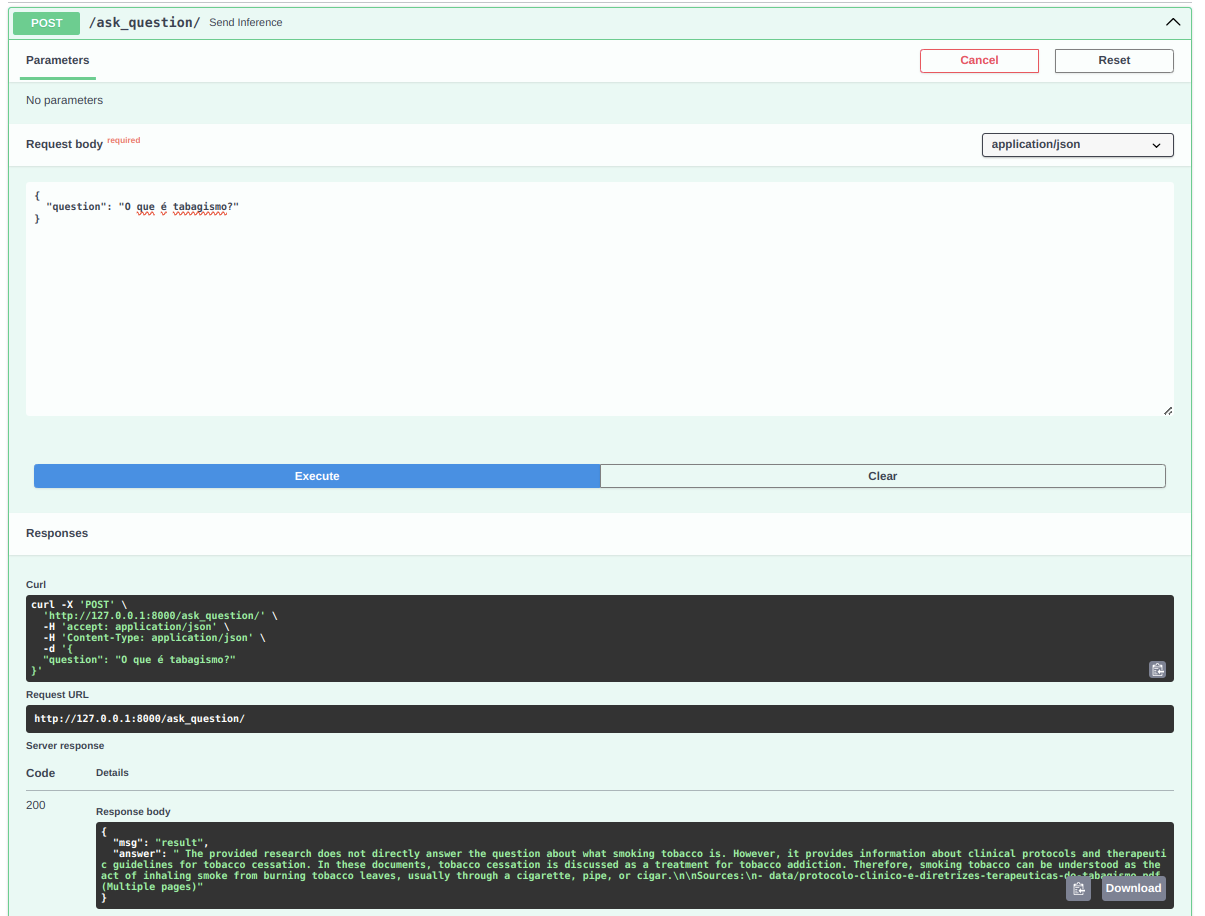 POST /ask_question/ Send Inference
Parameters
Cancel
Reset
No parameters
Request body required
application/json
{
  "question": "O que é tabagismo?"
}
Execute
Clear
Responses
Curl
curl -X 'POST' \
  'http://127.0.0.1:8000/ask_question/' \
  -H 'accept: application/json' \
  -H 'Content-Type: application/json' \
  -d '{
  "question": "O que é tabagismo?"
}'
Request URL
http://127.0.0.1:8000/ask_question/
Server response
Code Details
200
Response body
{
  "msg": "result",
  "answer": " The provided research does not directly answer the question about what smoking tobacco is. However, it provides information about clinical protocols and therapeuti
c guidelines for tobacco cessation. In these documents, tobacco cessation is discussed as a treatment for tobacco addiction. Therefore, smoking tobacco can be understood as the
act of inhaling smoke from burning tobacco leaves, usually through a cigarette, pipe, or cigar.\n\nSources:\n- data/protocolo-clinico-e-diretrizes-terapeuticas-do-tabagismo.pdf
(Multiple pages)"
}
Download